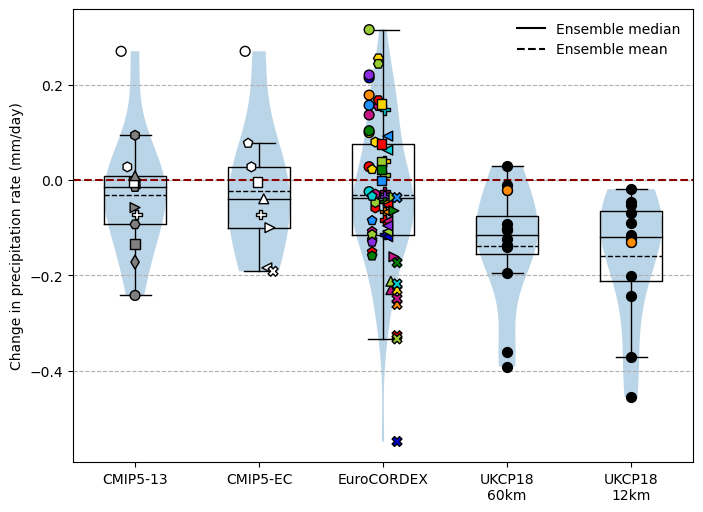 Ensemble median
Ensemble mean
Change in precipitation rate (mm/day)
0.2
0.0
−0.2
−0.4
CMIP5-13
CMIP5-EC
EuroCORDEX
UKCP18
60km
UKCP18
12km